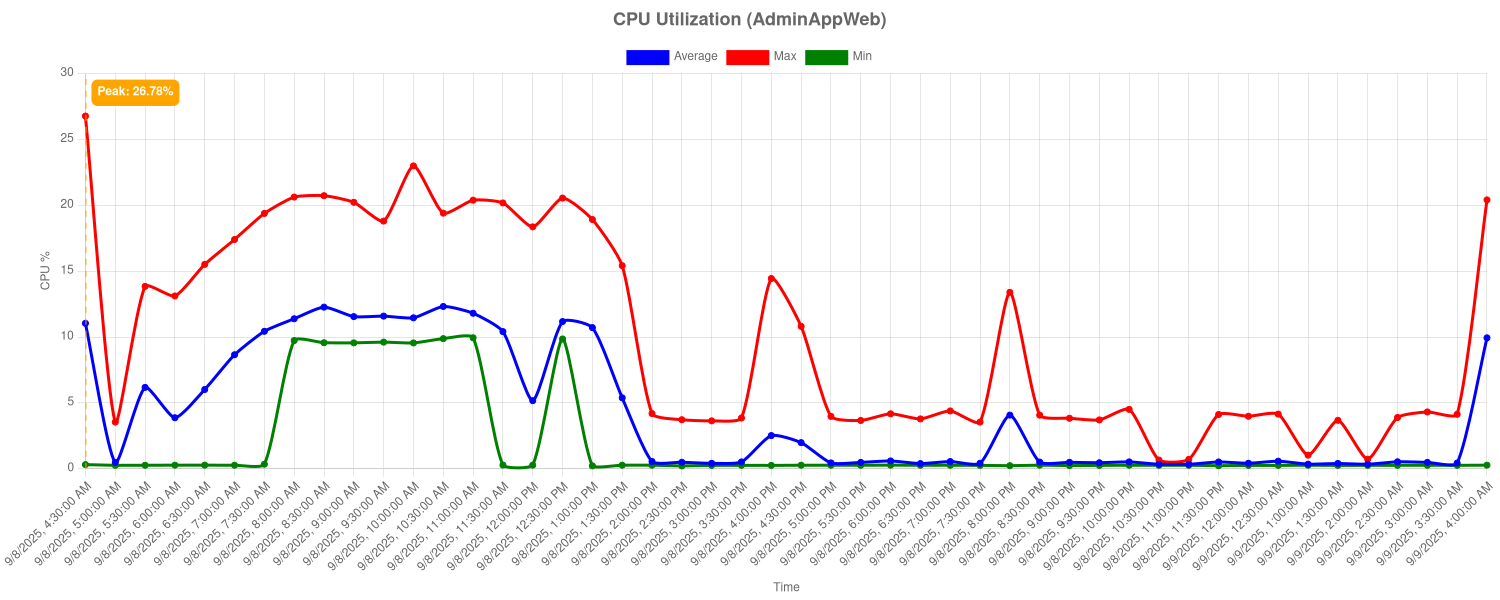 CPU Utilization (AdminAppWeb)
Average
Max
Min
Peak: 26.78%
30
25
20
15
10
5
0
CPU %
9/8/2025, 4:30:00 AM
9/8/2025, 5:00:00 AM
9/8/2025, 5:30:00 AM
9/8/2025, 6:00:00 AM
9/8/2025, 6:30:00 AM
9/8/2025, 7:00:00 AM
9/8/2025, 7:30:00 AM
9/8/2025, 8:00:00 AM
9/8/2025, 8:30:00 AM
9/8/2025, 9:00:00 AM
9/8/2025, 9:30:00 AM
9/8/2025, 10:00:00 AM
9/8/2025, 10:30:00 AM
9/8/2025, 11:00:00 AM
9/8/2025, 11:30:00 AM
9/8/2025, 12:00:00 PM
9/8/2025, 12:30:00 PM
9/8/2025, 1:00:00 PM
9/8/2025, 1:30:00 PM
9/8/2025, 2:00:00 PM
9/8/2025, 2:30:00 PM
9/8/2025, 3:00:00 PM
9/8/2025, 3:30:00 PM
9/8/2025, 4:00:00 PM
9/8/2025, 4:30:00 PM
9/8/2025, 5:00:00 PM
9/8/2025, 5:30:00 PM
9/8/2025, 6:00:00 PM
9/8/2025, 6:30:00 PM
9/8/2025, 7:00:00 PM
9/8/2025, 7:30:00 PM
9/8/2025, 8:00:00 PM
9/8/2025, 8:30:00 PM
9/8/2025, 9:00:00 PM
9/8/2025, 9:30:00 PM
9/8/2025, 10:00:00 PM
9/8/2025, 10:30:00 PM
9/8/2025, 11:00:00 PM
9/8/2025, 11:30:00 PM
9/9/2025, 12:00:00 AM
9/9/2025, 12:30:00 AM
9/9/2025, 1:00:00 AM
9/9/2025, 1:30:00 AM
9/9/2025, 2:00:00 AM
9/9/2025, 2:30:00 AM
9/9/2025, 3:00:00 AM
9/9/2025, 3:30:00 AM
9/9/2025, 4:00:00 AM
Time